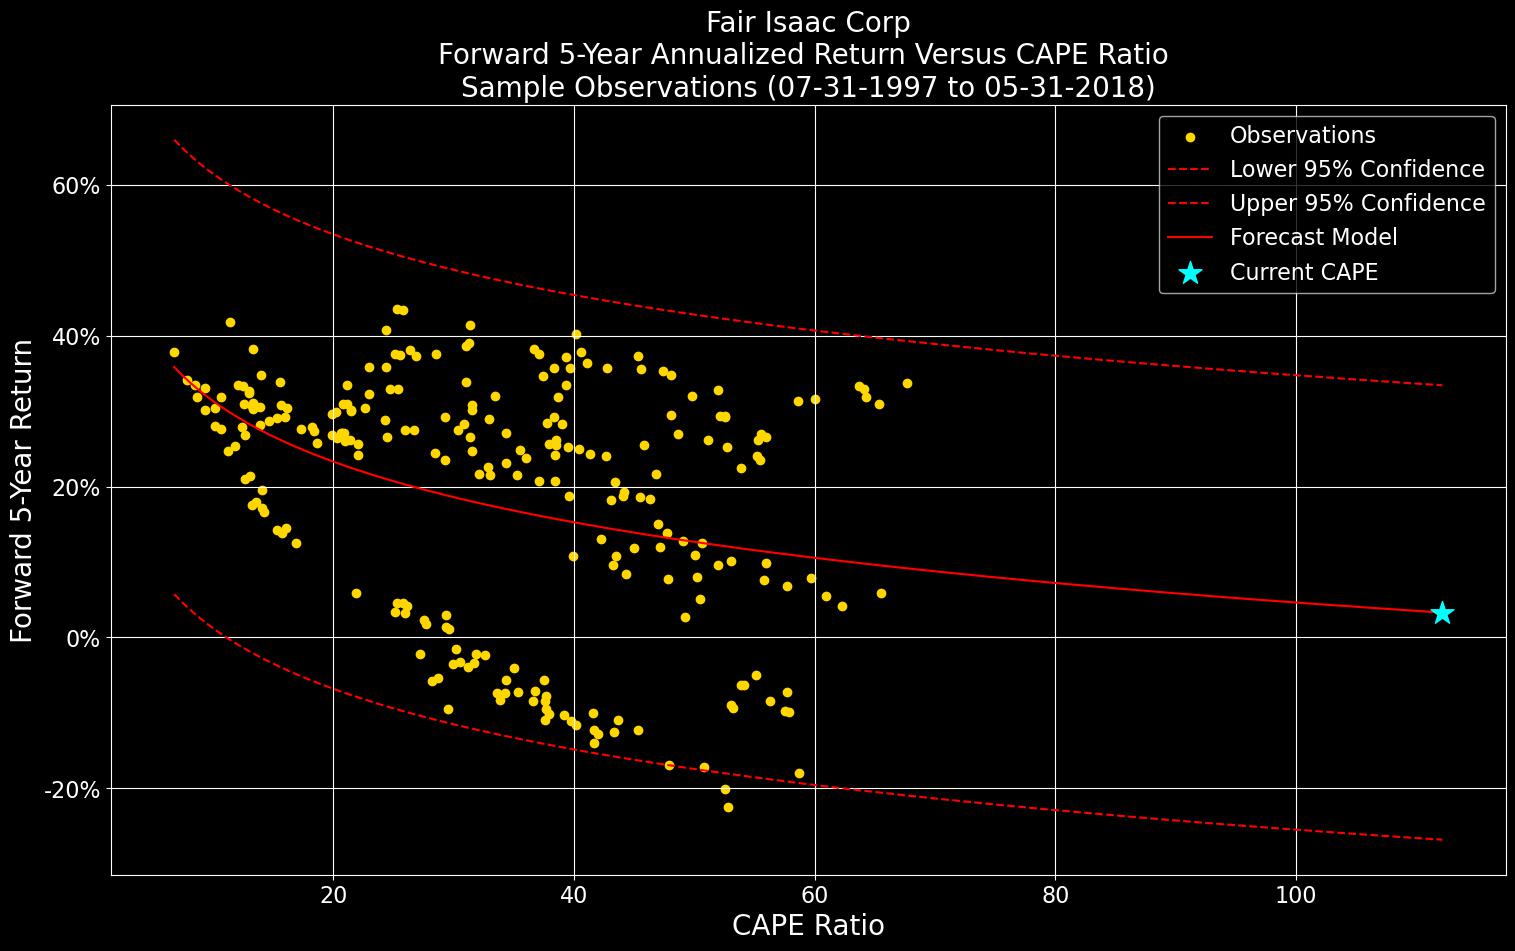 Fair Isaac Corp
Forward 5-Year Annualized Return Versus CAPE Ratio
Sample Observations (07-31-1997 to 05-31-2018)
Observations
Lower 95% Confidence
Upper 95% Confidence
Forecast Model
Current CAPE
Forward 5-Year Return
60%
40%
20%
0%
-20%
20 40 60 80 100
CAPE Ratio